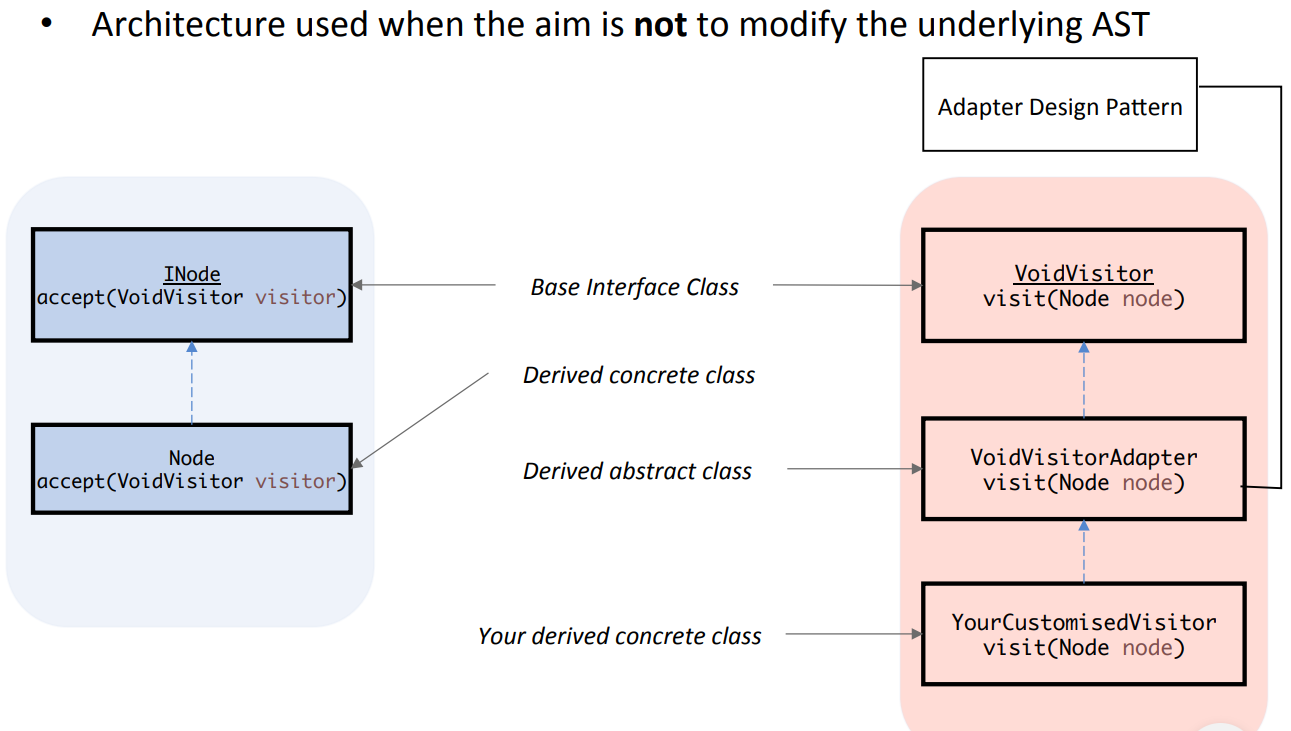 • Architecture used when the aim is not to modify the underlying AST
Adapter Design Pattern
INode
accept(VoidVisitor visitor)
Base Interface Class
VoidVisitor
visit(Node node)
Derived concrete class
Node
accept(VoidVisitor visitor)
Derived abstract class
VoidVisitorAdapter
visit(Node node)
Your derived concrete class
YourCustomisedVisitor
visit(Node node)